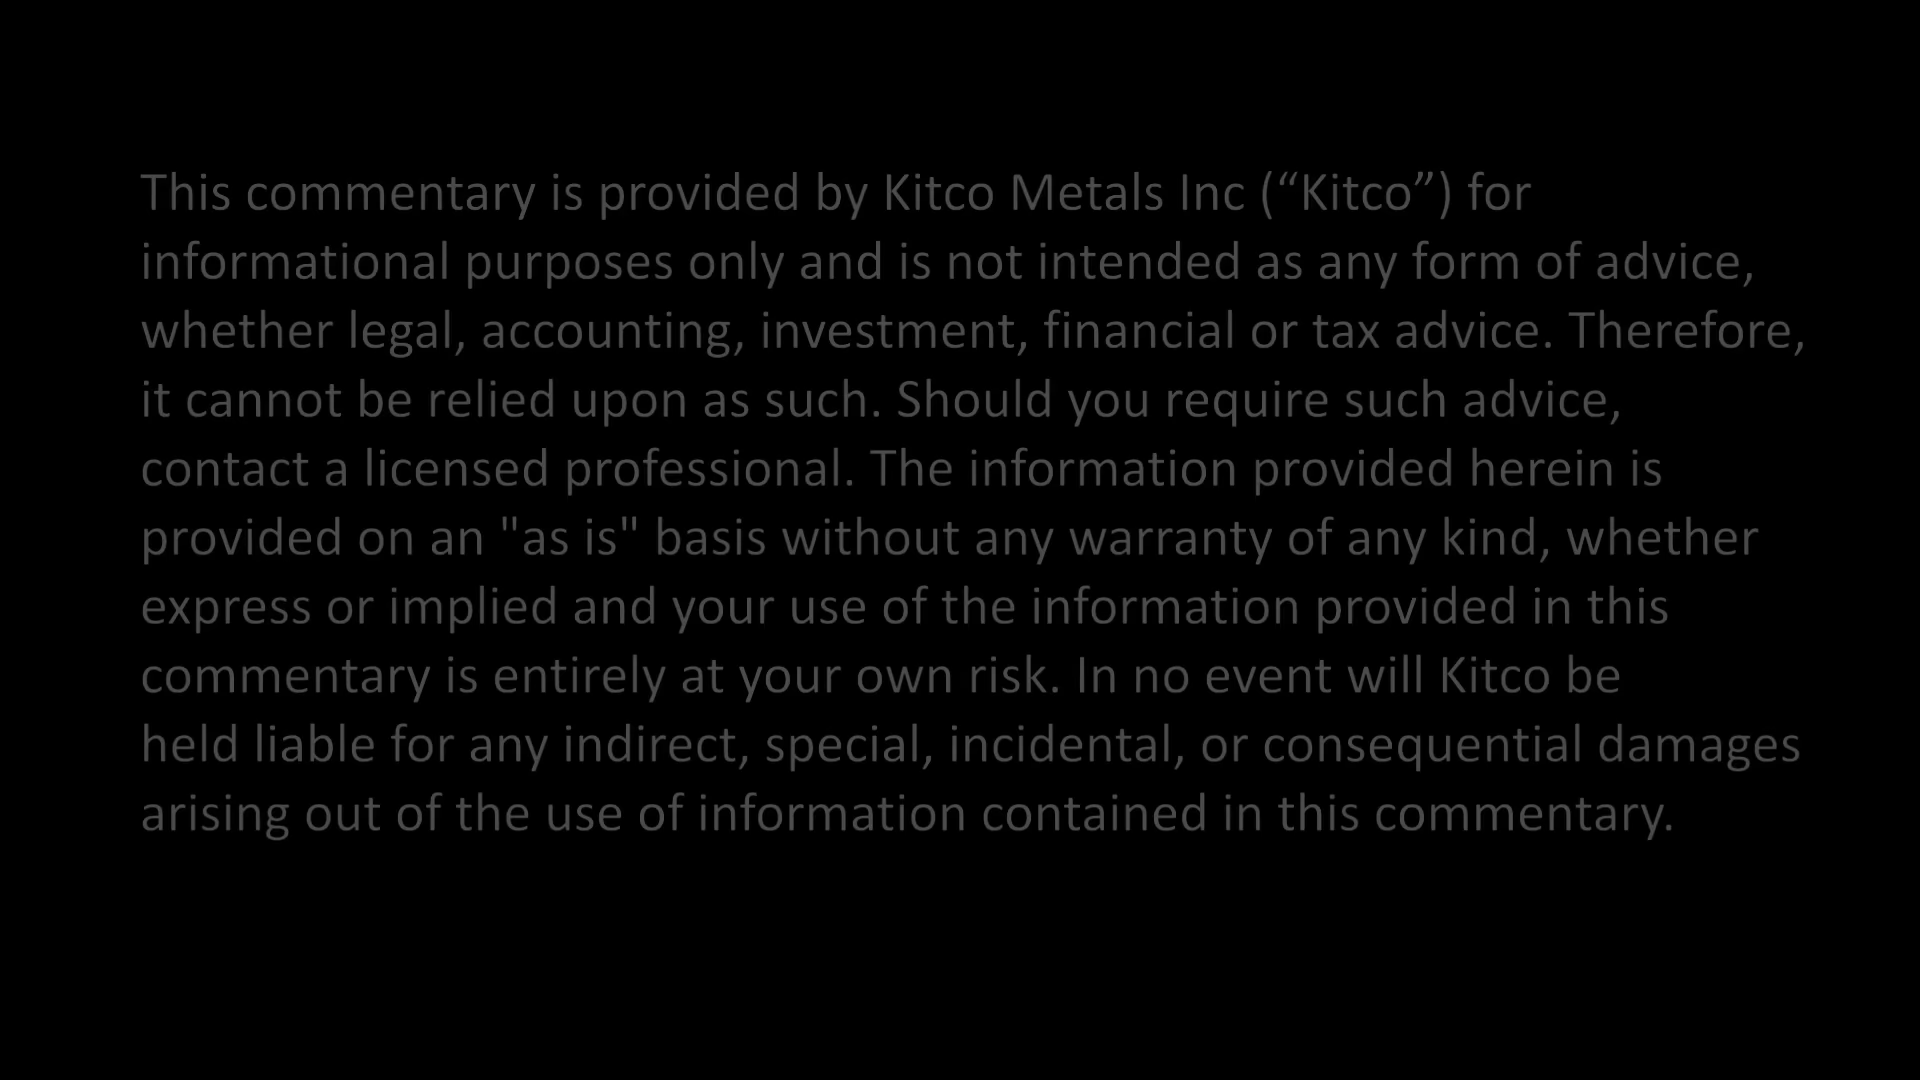 This commentary is provided by Kitco Metals Inc (“Kitco”) for
informational purposes only and is not intended as any form of advice,
whether legal, accounting, investment, financial or tax advice. Therefore,
it cannot be relied upon as such. Should you require such advice,
contact a licensed professional. The information provided herein is
provided on an "as is" basis without any warranty of any kind, whether
express or implied and your use of the information provided in this
commentary is entirely at your own risk. In no event will Kitco be
held liable for any indirect, special, incidental, or consequential damages
arising out of the use of information contained in this commentary.